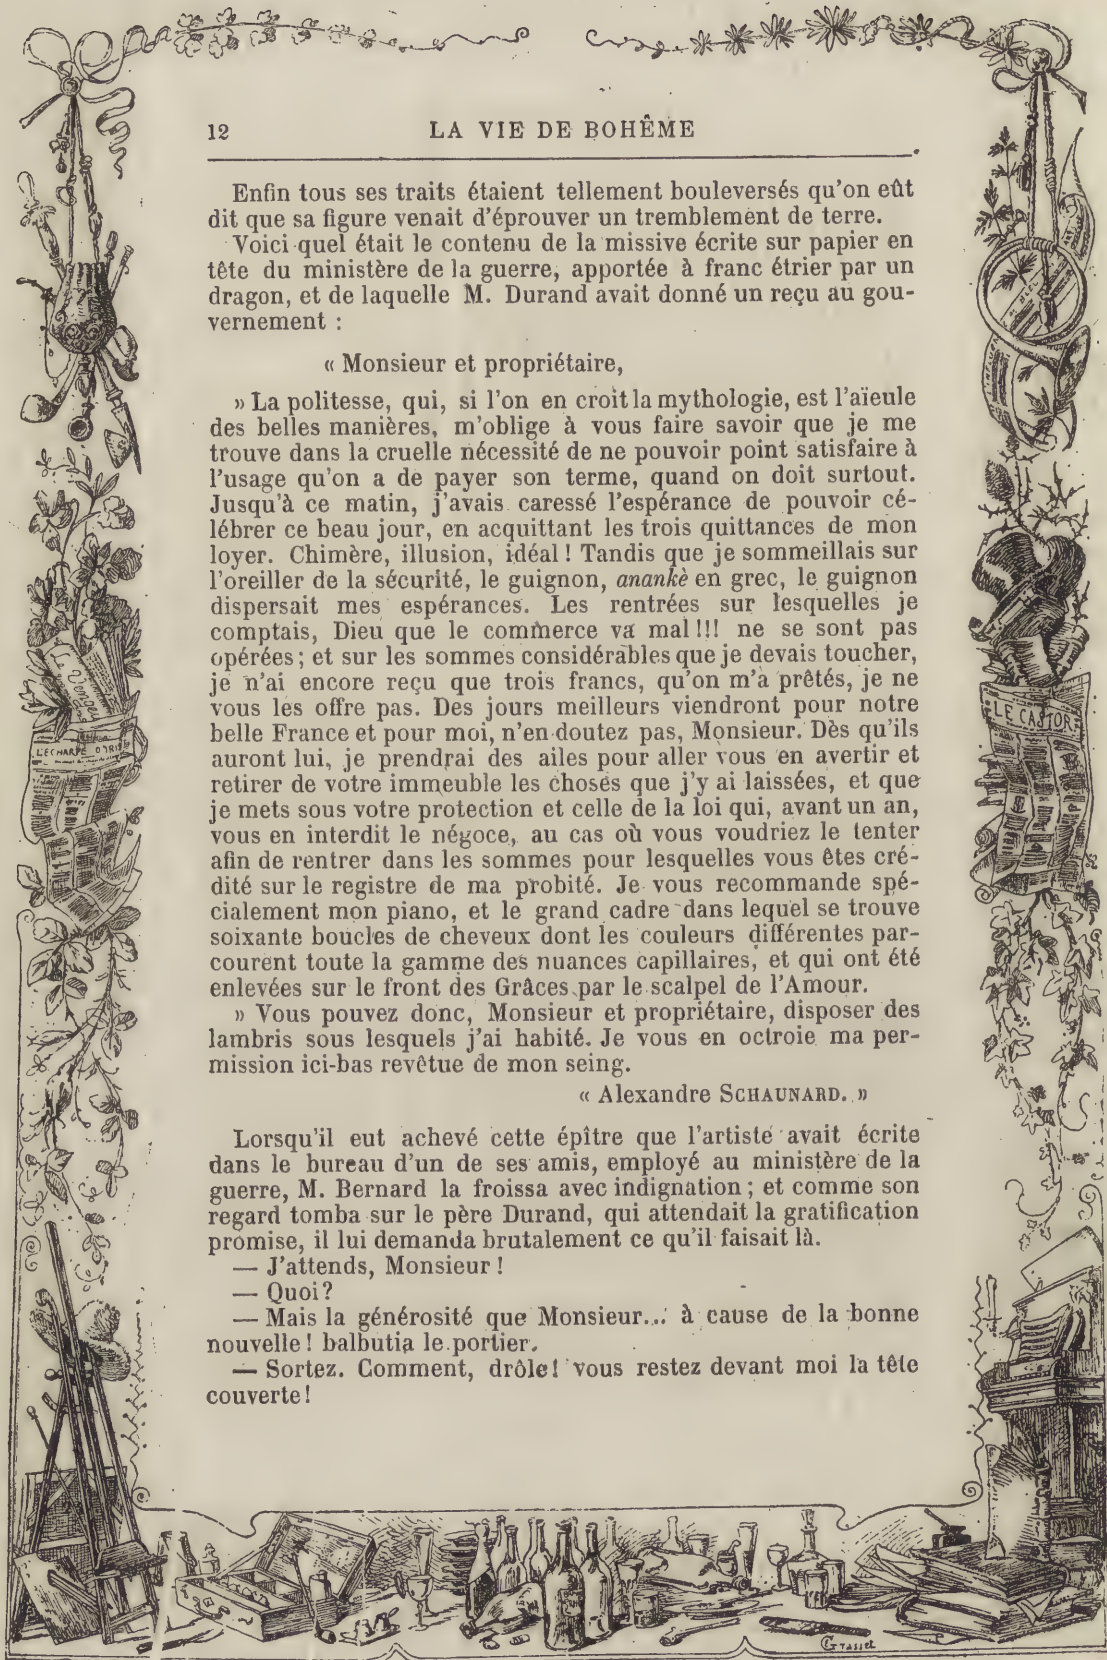 12 LA VIE DE BOHÊME
Enfin tous ses traits étaient tellement bouleversés qu'on eût
dit que sa figure venait d'éprouver un tremblement de terre.
Voici quel était le contenu de la missive écrite sur papier en
tête du ministère de la guerre, apportée à franc étrier par un
dragon, et de laquelle M. Durand avait donné un reçu au gou-
vernement :
« Monsieur et propriétaire,
» La politesse, qui, si l'on en croit la mythologie, est l'aïeule
des belles manières, m'oblige à vous faire savoir que je me
trouve dans la cruelle nécessité de ne pouvoir point satisfaire à
l'usage qu'on a de payer son terme, quand on doit surtout.
Jusqu'à ce matin, j'avais caressé l'espérance de pouvoir cé-
lébrer ce beau jour, en acquittant les trois quittances de mon
loyer. Chimère, illusion, idéal ! Tandis que je sommeillais sur
l'oreiller de la sécurité, le guignon, anankè en grec, le guignon
dispersait mes espérances. Les rentrées sur lesquelles je
comptais, Dieu que le commerce va mal !!! ne se sont pas
opérées ; et sur les sommes considérables que je devais toucher,
je n'ai encore reçu que trois francs, qu'on m'a prêtés, je ne
vous les offre pas. Des jours meilleurs viendront pour notre
belle France et pour moi, n'en doutez pas, Monsieur. Dès qu'ils
auront lui, je prendrai des ailes pour aller vous en avertir et
retirer de votre immeuble les choses que j'y ai laissées, et que
je mets sous votre protection et celle de la loi qui, avant un an,
vous en interdit le négoce, au cas où vous voudriez le tenter
afin de rentrer dans les sommes pour lesquelles vous êtes cré-
dité sur le registre de ma probité. Je vous recommande spé-
cialement mon piano, et le grand cadre dans lequel se trouve
soixante boucles de cheveux dont les couleurs différentes par-
courent toute la gamme des nuances capillaires, et qui ont été
enlevées sur le front des Grâces par le scalpel de l'Amour.
» Vous pouvez donc, Monsieur et propriétaire, disposer des
lambris sous lesquels j'ai habité. Je vous en octroie ma per-
mission ici-bas revêtue de mon seing.
« Alexandre SCHAUNARD. »
Lorsqu'il eut achevé cette épître que l'artiste avait écrite
dans le bureau d'un de ses amis, employé au ministère de la
guerre, M. Bernard la froissa avec indignation ; et comme son
regard tomba sur le père Durand, qui attendait la gratification
promise, il lui demanda brutalement ce qu'il faisait là.
— J'attends, Monsieur !
— Quoi ?
— Mais la générosité que Monsieur... à cause de la bonne
nouvelle ! balbutia le portier.
— Sortez. Comment, drôle ! vous restez devant moi la tête
couverte !
Le Vengeur
L'ECHARPE D'IRIS
LE CASTOR
GRASSET